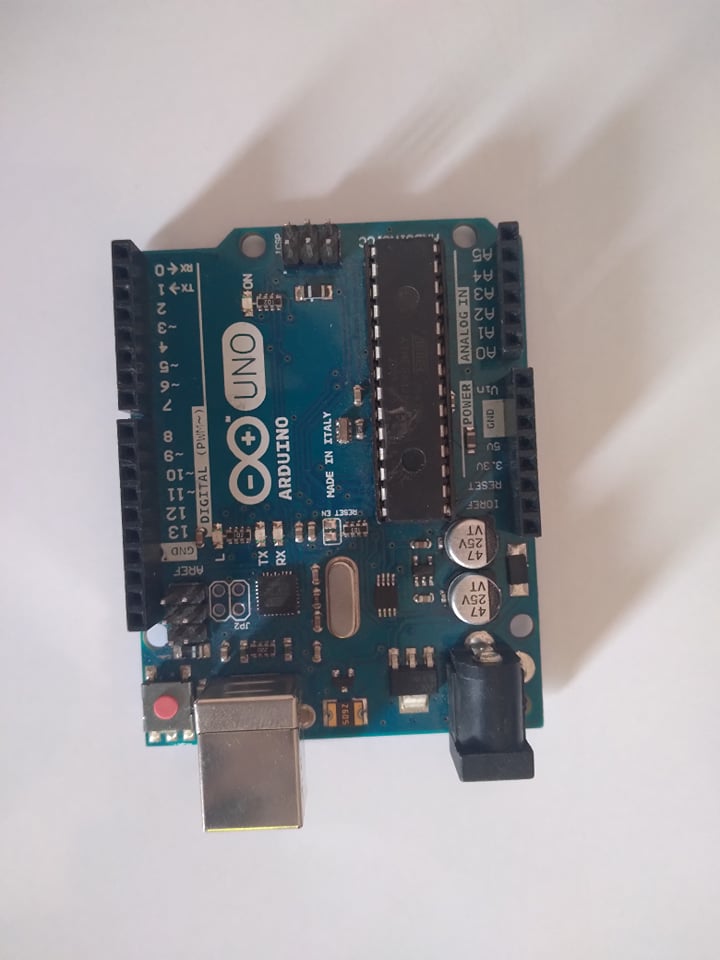 ICSP
RX←0
TX→1
2
~3
4
~5
~6
7
8
~9
~10
~11
12
13
GND
AREF
DIGITAL (PWM~)
ON
UNO
ARDUINO
MADE IN ITALY
RESET EN
L
TX
RX
JP2
A5
A4
A3
A2
A1
A0
ANALOG IN
POWER
Vin
GND
5V
3.3V
RESET
IOREF
47
25V
VT
47
25V
VT